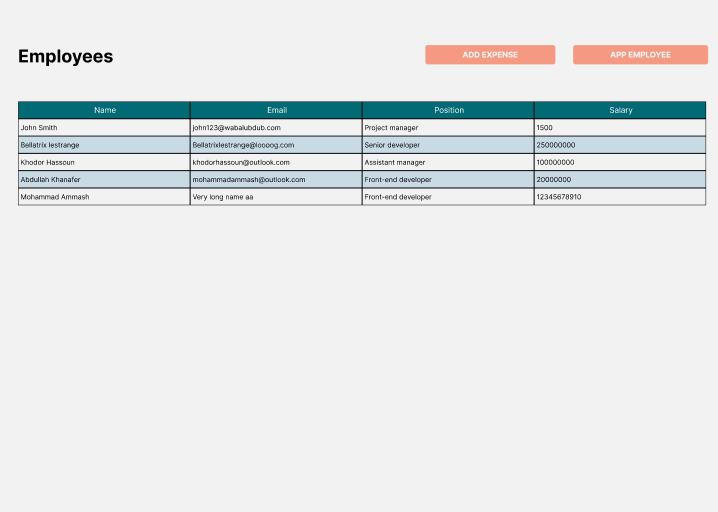 Employees
ADD EXPENSE
APP EMPLOYEE
Name Email Position Salary
John Smith john123@wabalubdub.com Project manager 1500
Bellatrix lestrange Bellatrixlestrange@loooog.com Senior developer 250000000
Khodor Hassoun khodorhassoun@outlook.com Assistant manager 100000000
Abdullah Khanafer mohammadammash@outlook.com Front-end developer 20000000
Mohammad Ammash Very long name aa Front-end developer 12345678910